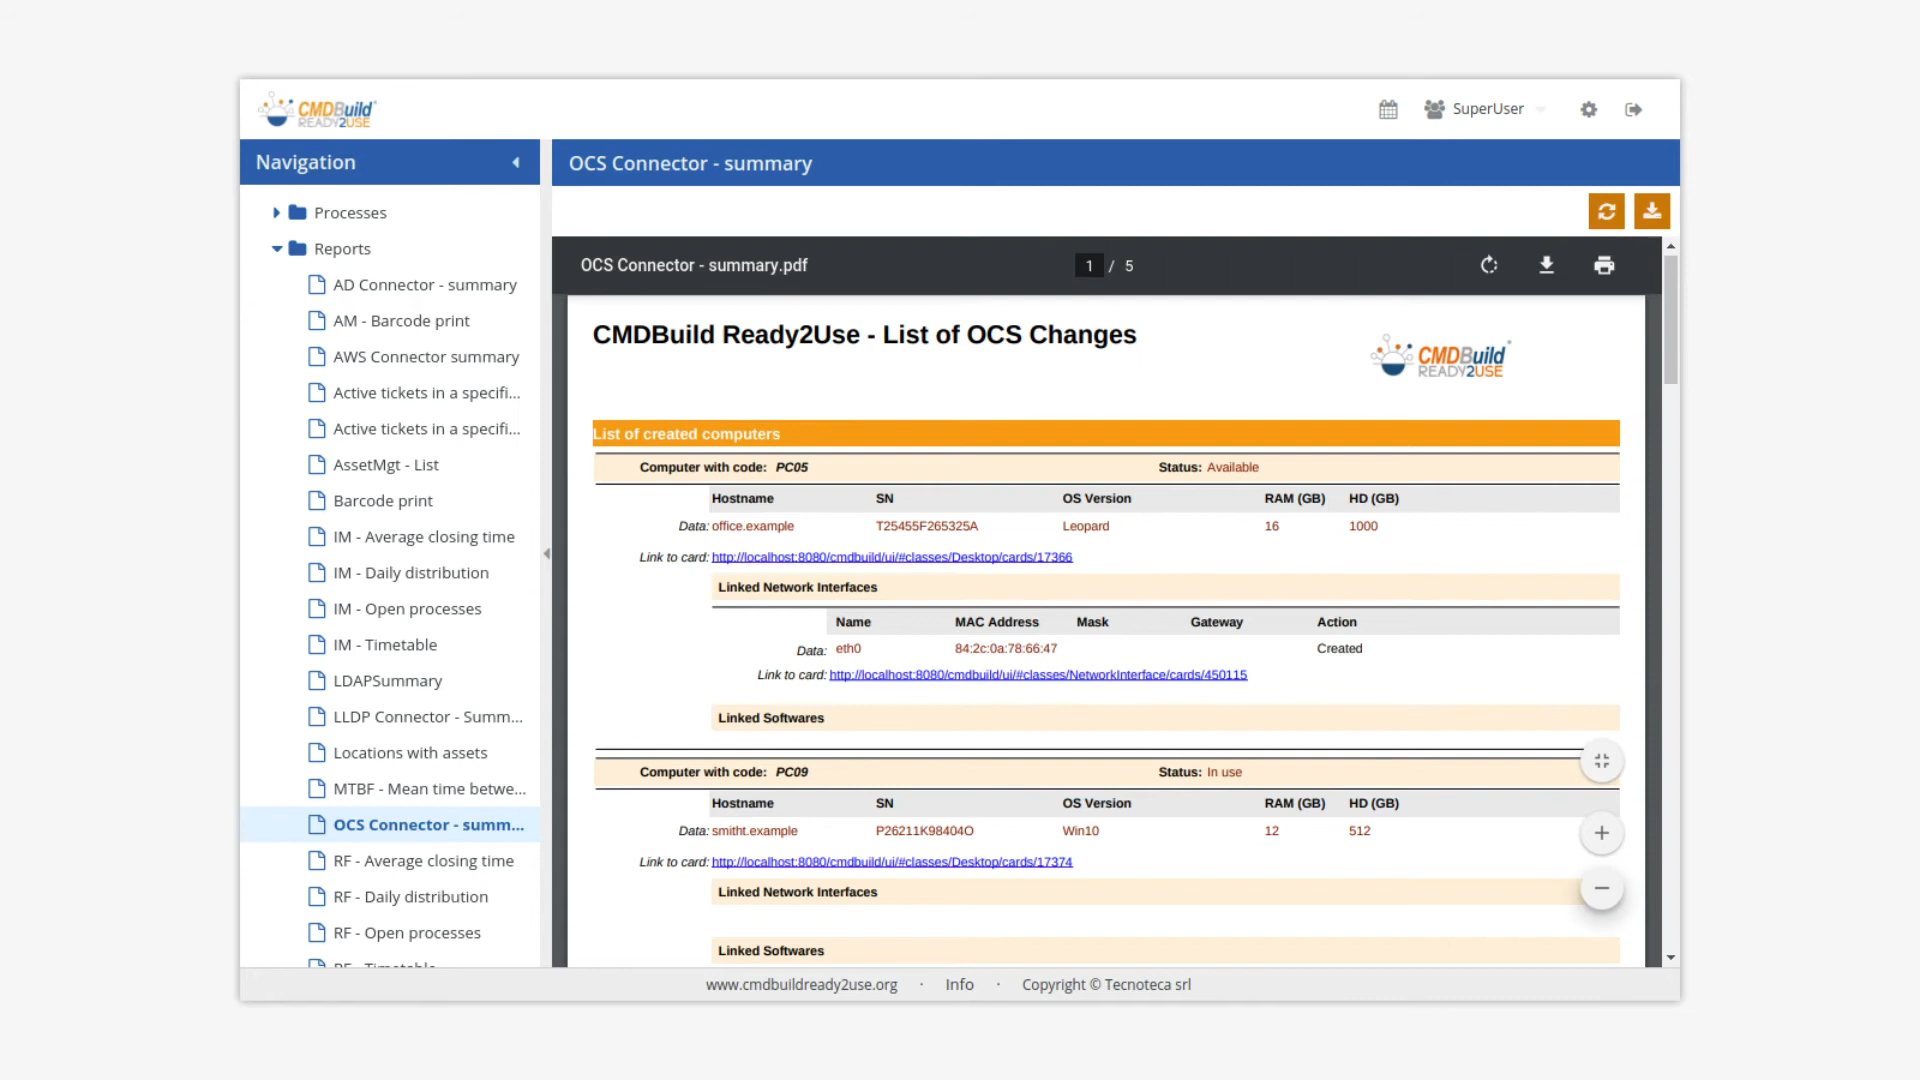 CMDBuild
READY2USE
SuperUser
Navigation
Processes
Reports
AD Connector - summary
AM - Barcode print
AWS Connector summary
Active tickets in a specifi...
Active tickets in a specifi...
AssetMgt - List
Barcode print
IM - Average closing time
IM - Daily distribution
IM - Open processes
IM - Timetable
LDAPSummary
LLDP Connector - Summ...
Locations with assets
MTBF - Mean time betwe...
OCS Connector - summ...
RF - Average closing time
RF - Daily distribution
RF - Open processes
RF - Timetable
OCS Connector - summary
OCS Connector - summary.pdf
1 / 5
CMDBuild Ready2Use - List of OCS Changes
CMDBuild
READY2USE
List of created computers
Computer with code: PC05 Status: Available
Hostname SN OS Version RAM (GB) HD (GB)
Data: office.example T25455F265325A Leopard 16 1000
Link to card: http://localhost:8080/cmdbuild/ui/#classes/Desktop/cards/17366
Linked Network Interfaces
Name MAC Address Mask Gateway Action
Data: eth0 84:2c:0a:78:66:47 Created
Link to card: http://localhost:8080/cmdbuild/ui/#classes/NetworkInterface/cards/450115
Linked Softwares
Computer with code: PC09 Status: In use
Hostname SN OS Version RAM (GB) HD (GB)
Data: smitht.example P26211K98404O Win10 12 512
Link to card: http://localhost:8080/cmdbuild/ui/#classes/Desktop/cards/17374
Linked Network Interfaces
Linked Softwares
www.cmdbuildready2use.org · Info · Copyright © Tecnoteca srl